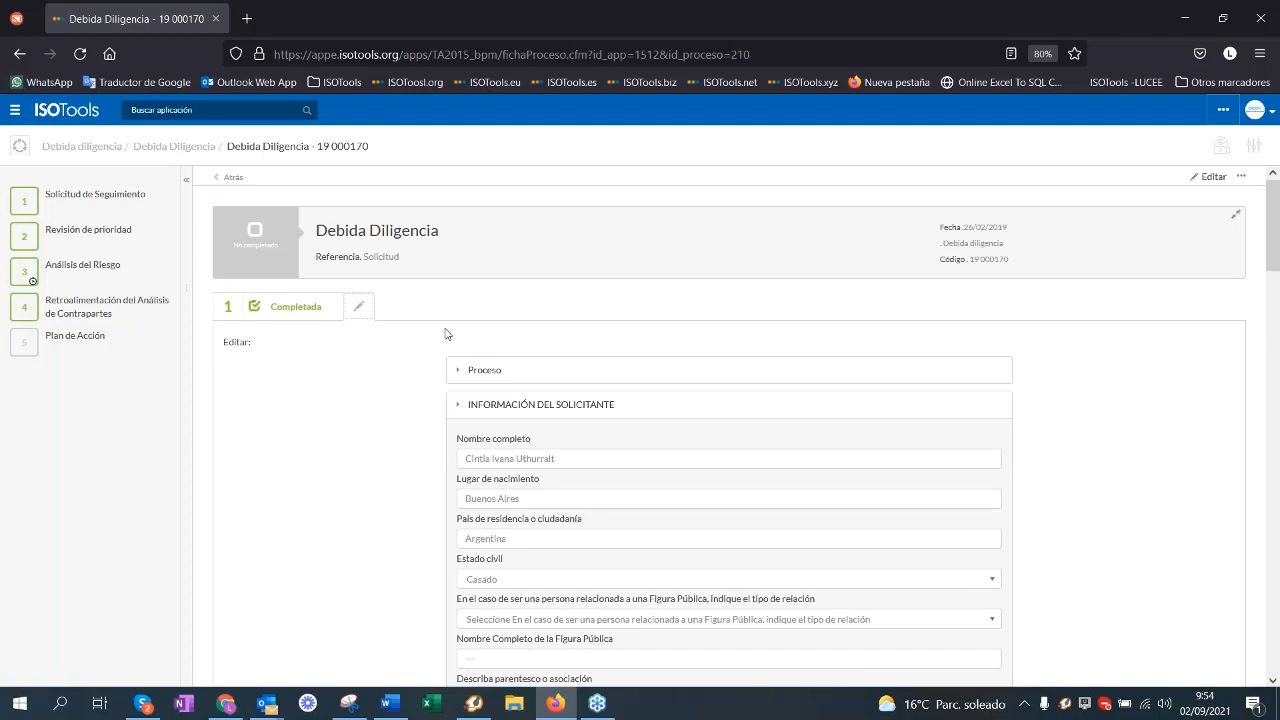 Debida Diligencia - 19 000170
https://appe.isotools.org/apps/TA2015_bpm/fichaProceso.cfm?id_app=1512&id_proceso=210
80%
L
WhatsApp
Traductor de Google
Outlook Web App
ISOTools
ISOToosl.org
ISOTools.eu
ISOTools.es
ISOTools.biz
ISOTools.net
ISOTools.xyz
Nueva pestaña
Online Excel To SQL C...
ISOTools -LUCEE
Otros marcadores
ISOTools
Buscar aplicación
Debida diligencia / Debida Diligencia / Debida Diligencia - 19 000170
1 Solicitud de Seguimiento
2 Revisión de prioridad
3 Análisis del Riesgo
4 Retroalimentación del Análisis
de Contrapartes
5 Plan de Acción
Atrás
Editar
No completado
Debida Diligencia
Referencia. Solicitud
Fecha .26/02/2019
. Debida diligencia
Código . 19 000170
1 Completada
Editar:
Proceso
INFORMACIÓN DEL SOLICITANTE
Nombre completo
Cintia Ivana Uthurralt
Lugar de nacimiento
Buenos Aires
País de residencia o ciudadanía
Argentina
Estado civil
Casado
En el caso de ser una persona relacionada a una Figura Pública, indique el tipo de relación
Seleccione En el caso de ser una persona relacionada a una Figura Pública, indique el tipo de relación
Nombre Completo de la Figura Pública
---
Describa parentesco o asociación
16°C Parc. soleado
9:54
02/09/2021